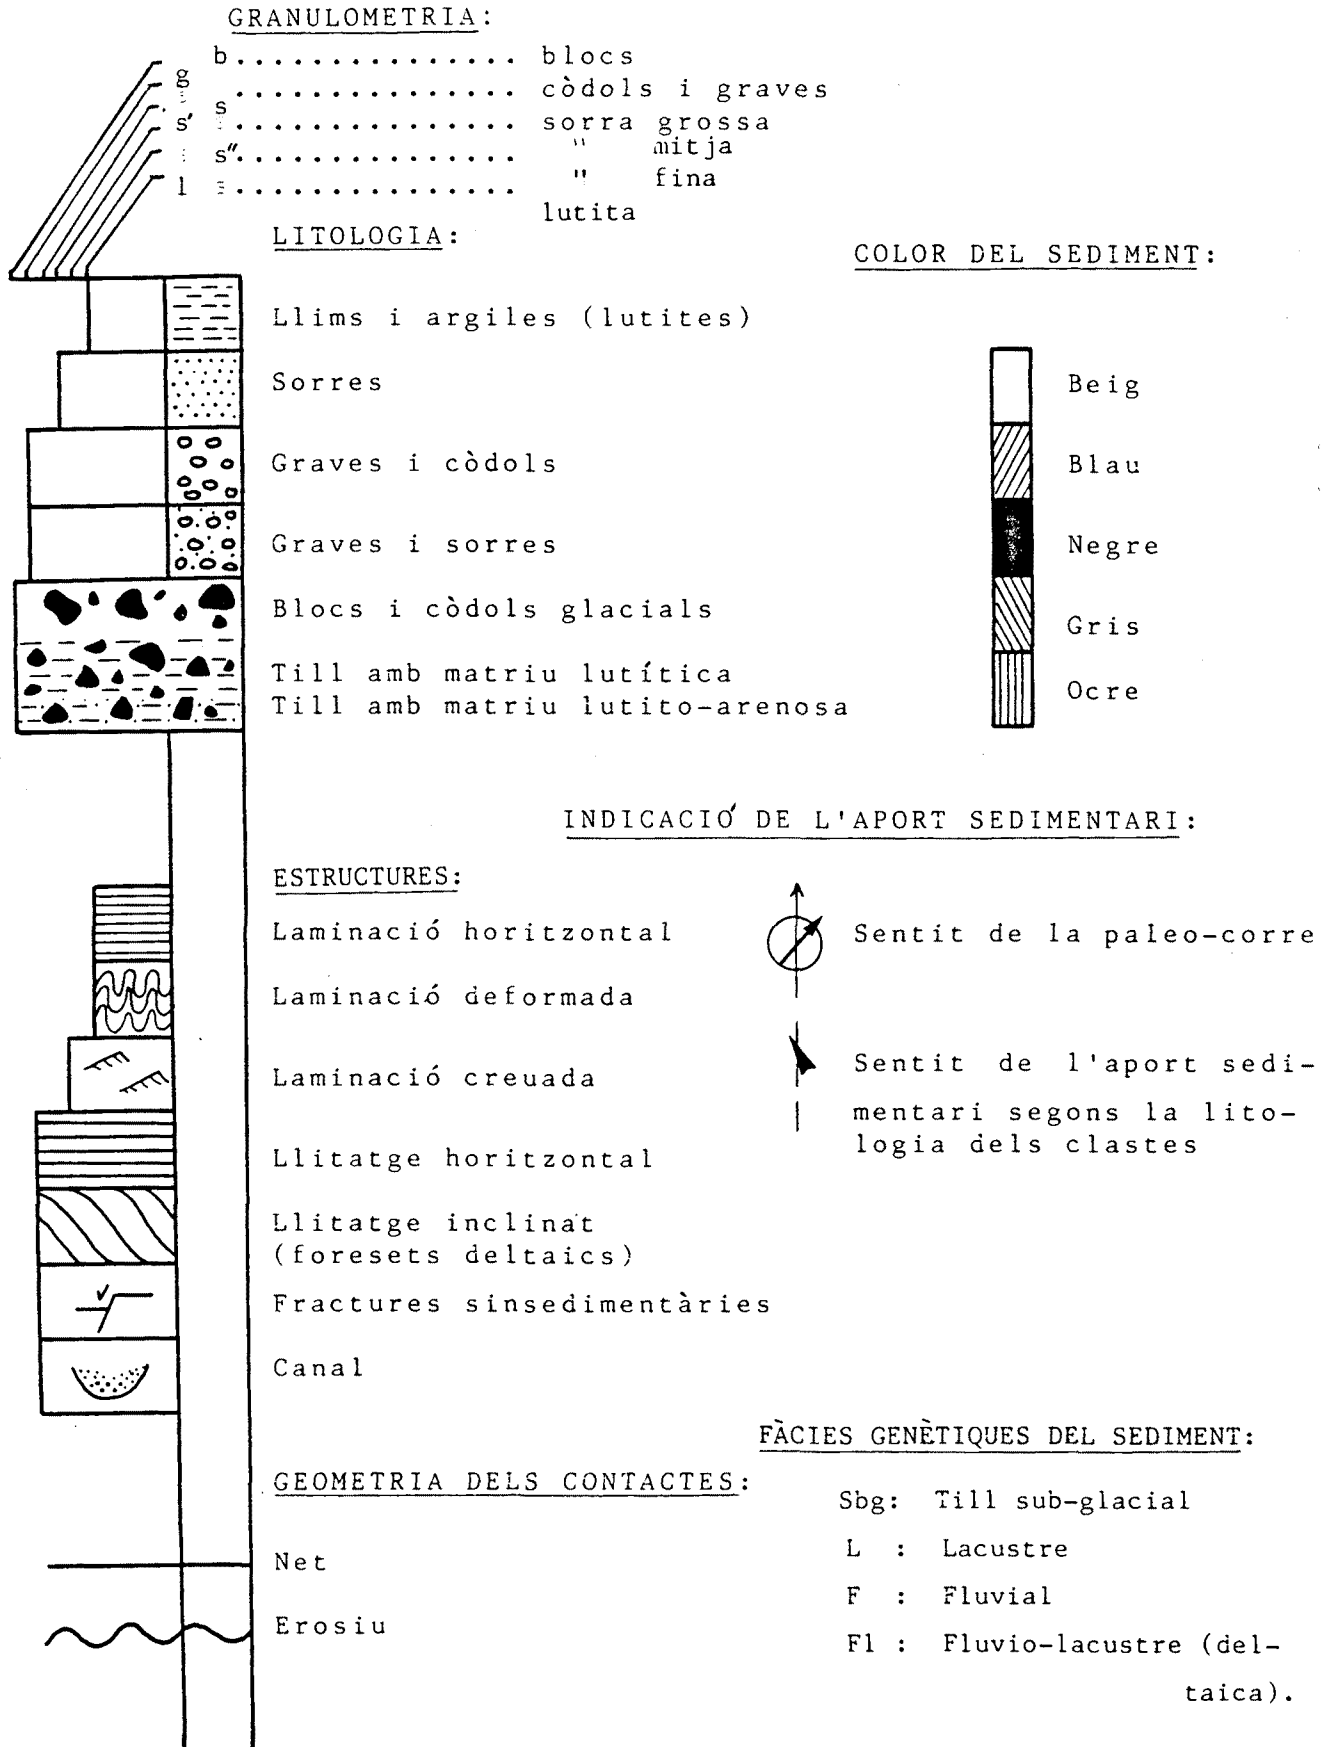 GRANULOMETRIA:
b............... blocs
g ............... còdols i graves
s ............... sorra grossa
s' ............... " mitja
s"............... " fina
l ............... lutita
LITOLOGIA:
Llims i argiles (lutites)
Sorres
Graves i còdols
Graves i sorres
Blocs i còdols glacials
Till amb matriu lutítica
Till amb matriu lutito-arenosa
COLOR DEL SEDIMENT:
Beig
Blau
Negre
Gris
Ocre
INDICACIÓ DE L'APORT SEDIMENTARI:
Sentit de la paleo-corre
Sentit de l'aport sedi-
mentari segons la lito-
logia dels clastes
ESTRUCTURES:
Laminació horitzontal
Laminació deformada
Laminació creuada
Llitatge horitzontal
Llitatge inclinat
(foresets deltaics)
Fractures sinsedimentàries
Canal
GEOMETRIA DELS CONTACTES:
Net
Erosiu
FÀCIES GENÈTIQUES DEL SEDIMENT:
Sbg: Till sub-glacial
L : Lacustre
F : Fluvial
Fl : Fluvio-lacustre (del-
taica).